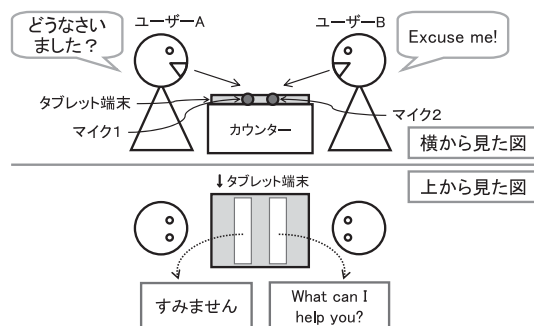 どうなさい
ました？
ユーザーA
ユーザーB
Excuse me!
タブレット端末
マイク1
カウンター
マイク2
横から見た図
上から見た図
↓タブレット端末
すみません
What can I
help you?